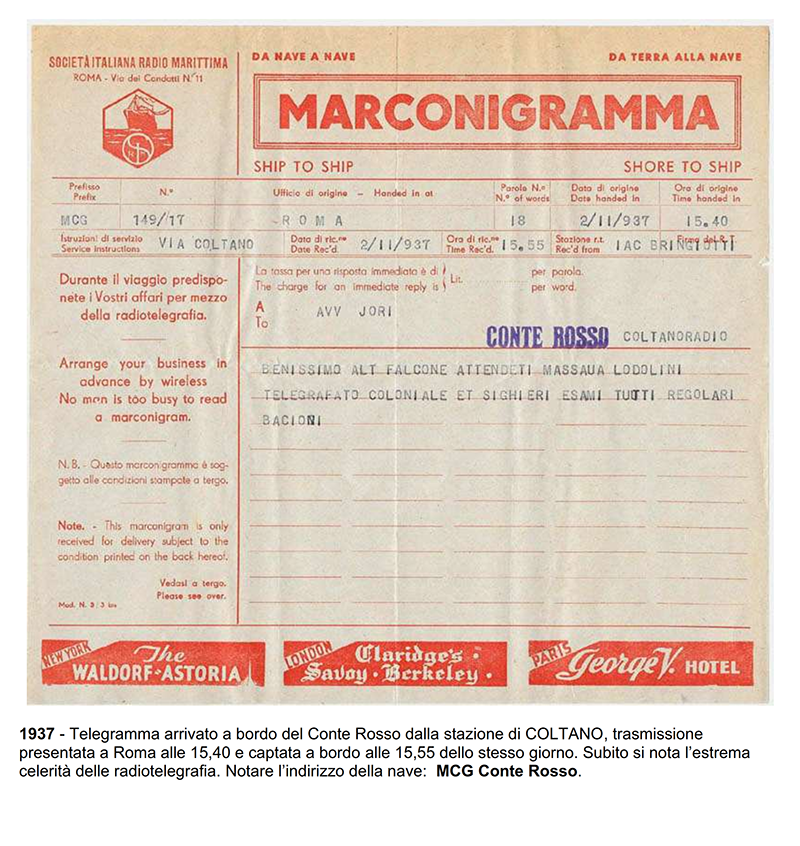 SOCIETÀ ITALIANA RADIO MARITTIMA
ROMA - Via dei Condotti N.º 11
DA NAVE A NAVE
DA TERRA ALLA NAVE
MARCONIGRAMMA
SHIP TO SHIP
SHORE TO SHIP
Prefisso
Prefix
N.º
Ufficio di origine - Handed in at
Parole N.º
N.º of words
Data di origine
Date handed in
Ora di origine
Time handed in
MCG 149/17 -ROMA 18 2/11/937 15.40
Istruzioni di servizio
Service instructions
VIA COLTANO
Data di ric.ne
Date Rec'd.
2/11/937
Ora di ric.ne
Time Rec'd.
15.55
Stazione r.t.
Rec'd from
IAC BRINGIOTTI
Firma del R.T.
Durante il viaggio predispo-
nete i Vostri affari per mezzo
della radiotelegrafia.
Arrange your business in
advance by wireless
No man is too busy to read
a marconigram.
N. B. - Questo marconigramma è sog-
getto alle condizioni stampate a tergo.
Note. - This marconigram is only
received for delivery subject to the
condition printed on the back hereof.
Vedasi a tergo.
Please see over.
La tassa per una risposta immediata è di
The charge for an immediate reply is
Lit.
per parola.
per word.
A
To
AVV JORI
CONTE ROSSO COLTANORADIO
BENISSIMO ALT FALCONE ATTENDETI MASSAUA LODOLINI
TELEGRAFATO COLONIALE ET SIGHIERI ESAMI TUTTI REGOLARI
BACIONI
NEW YORK The WALDORF-ASTORIA
LONDON Claridge's Savoy · Berkeley ·
PARIS George V. HOTEL
1937 - Telegramma arrivato a bordo del Conte Rosso dalla stazione di COLTANO, trasmissione
presentata a Roma alle 15,40 e captata a bordo alle 15,55 dello stesso giorno. Subito si nota l'estrema
celerità delle radiotelegrafia. Notare l'indirizzo della nave: MCG Conte Rosso.